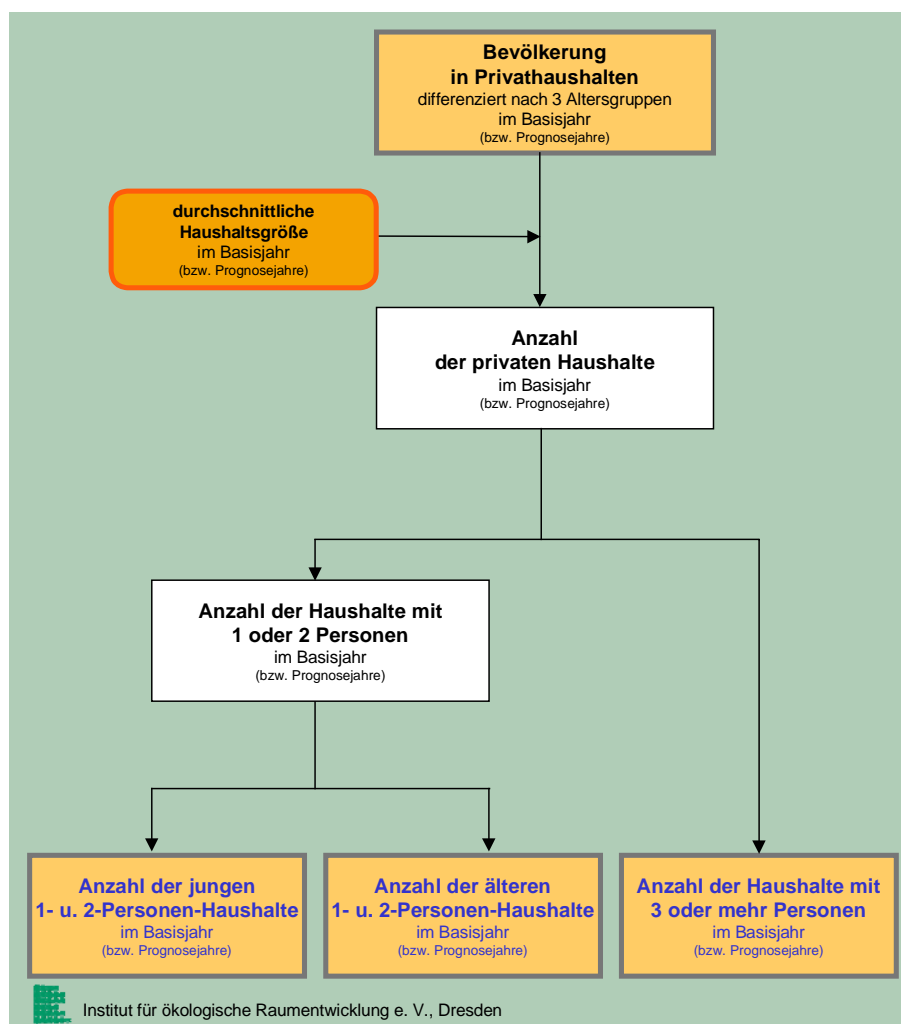 Bevölkerung
in Privathaushalten
differenziert nach 3 Altersgruppen
im Basisjahr
(bzw. Prognosejahre)
durchschnittliche
Haushaltsgröße
im Basisjahr
(bzw. Prognosejahre)
Anzahl
der privaten Haushalte
im Basisjahr
(bzw. Prognosejahre)
Anzahl der Haushalte mit
1 oder 2 Personen
im Basisjahr
(bzw. Prognosejahre)
Anzahl der jungen
1- u. 2-Personen-Haushalte
im Basisjahr
(bzw. Prognosejahre)
Anzahl der älteren
1- u. 2-Personen-Haushalte
im Basisjahr
(bzw. Prognosejahre)
Anzahl der Haushalte mit
3 oder mehr Personen
im Basisjahr
(bzw. Prognosejahre)
Institut für ökologische Raumentwicklung e. V., Dresden